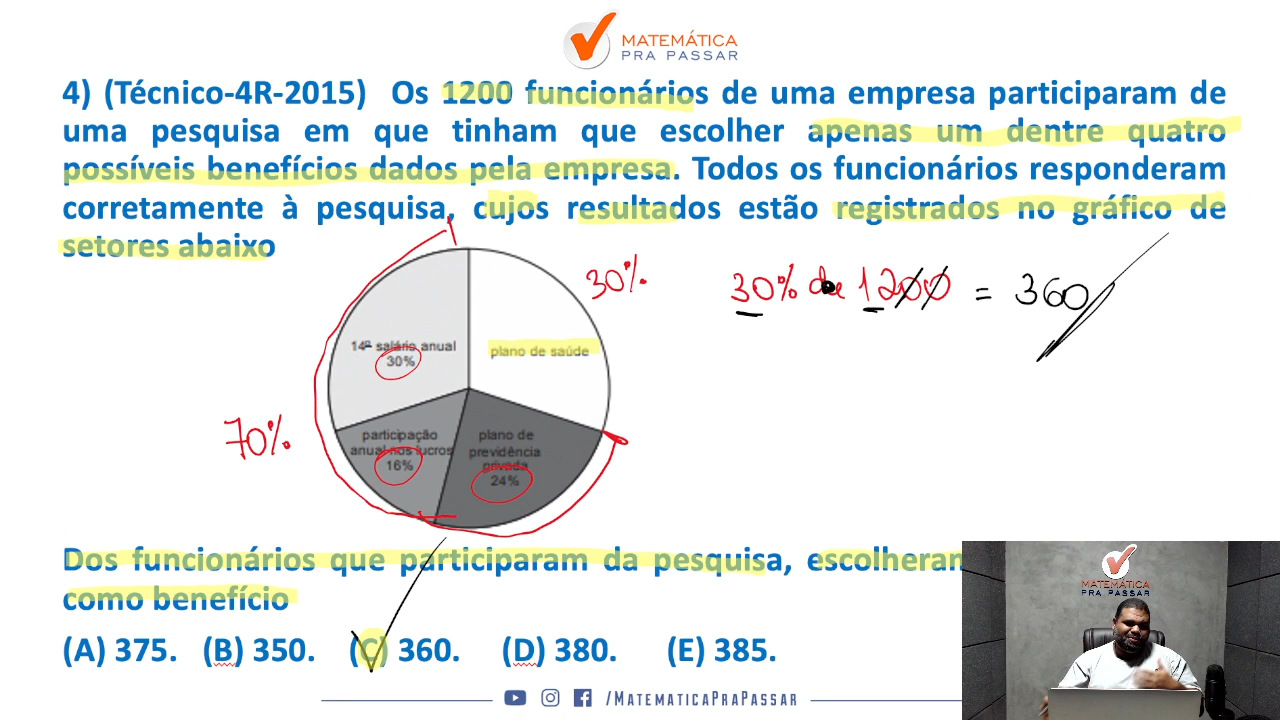 MATEMÁTICA
PRA PASSAR
4) (Técnico-4R-2015) Os 1200 funcionários de uma empresa participaram de
uma pesquisa em que tinham que escolher apenas um dentre quatro
possíveis benefícios dados pela empresa. Todos os funcionários responderam
corretamente à pesquisa, cujos resultados estão registrados no gráfico de
setores abaixo
30%
30% de 1200 = 360
14º salário anual
30%
plano de saúde
70%
participação
anual nos lucros
16%
plano de
previdência
privada
24%
Dos funcionários que participaram da pesquisa, escolheram
como benefício
(A) 375. (B) 350. (C) 360. (D) 380. (E) 385.
/MATEMATICAPRAPASSAR
MATEMÁTICA
PRA PASSAR